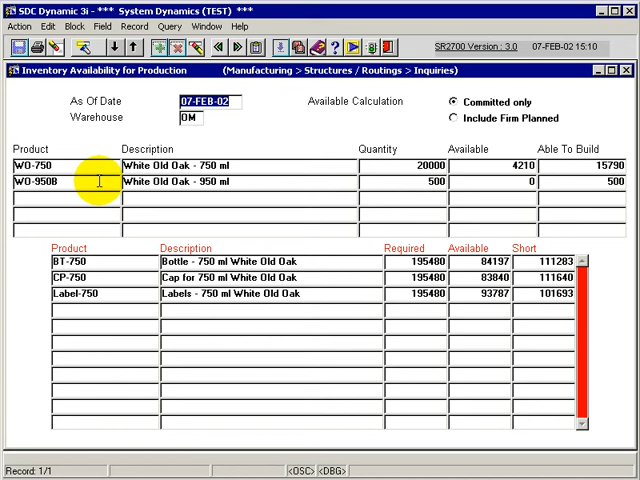 SDC Dynamic 3i - *** System Dynamics (TEST) ***
Action Edit Block Field Record Query Window Help
SR2700 Version : 3.0 07-FEB-02 15:10
Inventory Availability for Production (Manufacturing > Structures / Routings > Inquiries)
As Of Date 07-FEB-02 Available Calculation Committed only
Warehouse OM Include Firm Planned
Product Description Quantity Available Able To Build
WO-750 White Old Oak - 750 ml 20000 4210 15790
WO-950B White Old Oak - 950 ml 500 0 500
Product Description Required Available Short
BT-750 Bottle - 750 ml White Old Oak 195480 84197 111283
CP-750 Cap for 750 ml White Old Oak 195480 83840 111640
Label-750 Labels - 750 ml White Old Oak 195480 93787 101693
Record: 1/1 <OSC> <DBG>